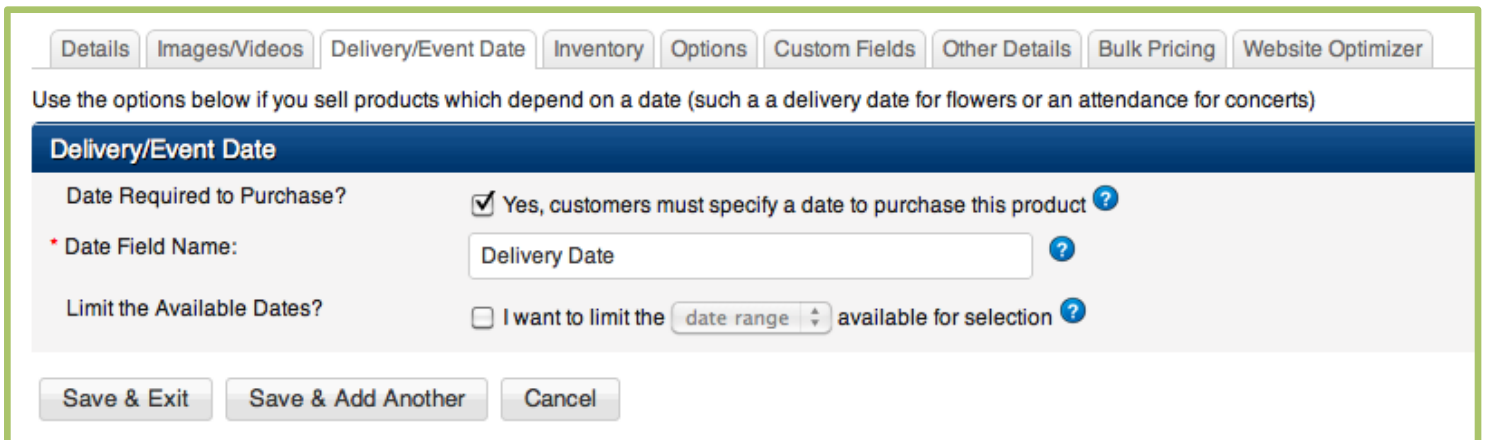 Details Images/Videos Delivery/Event Date Inventory Options Custom Fields Other Details Bulk Pricing Website Optimizer
Use the options below if you sell products which depend on a date (such a a delivery date for flowers or an attendance for concerts)
Delivery/Event Date
Date Required to Purchase? Yes, customers must specify a date to purchase this product ?
* Date Field Name: Delivery Date ?
Limit the Available Dates? I want to limit the date range available for selection ?
Save & Exit Save & Add Another Cancel